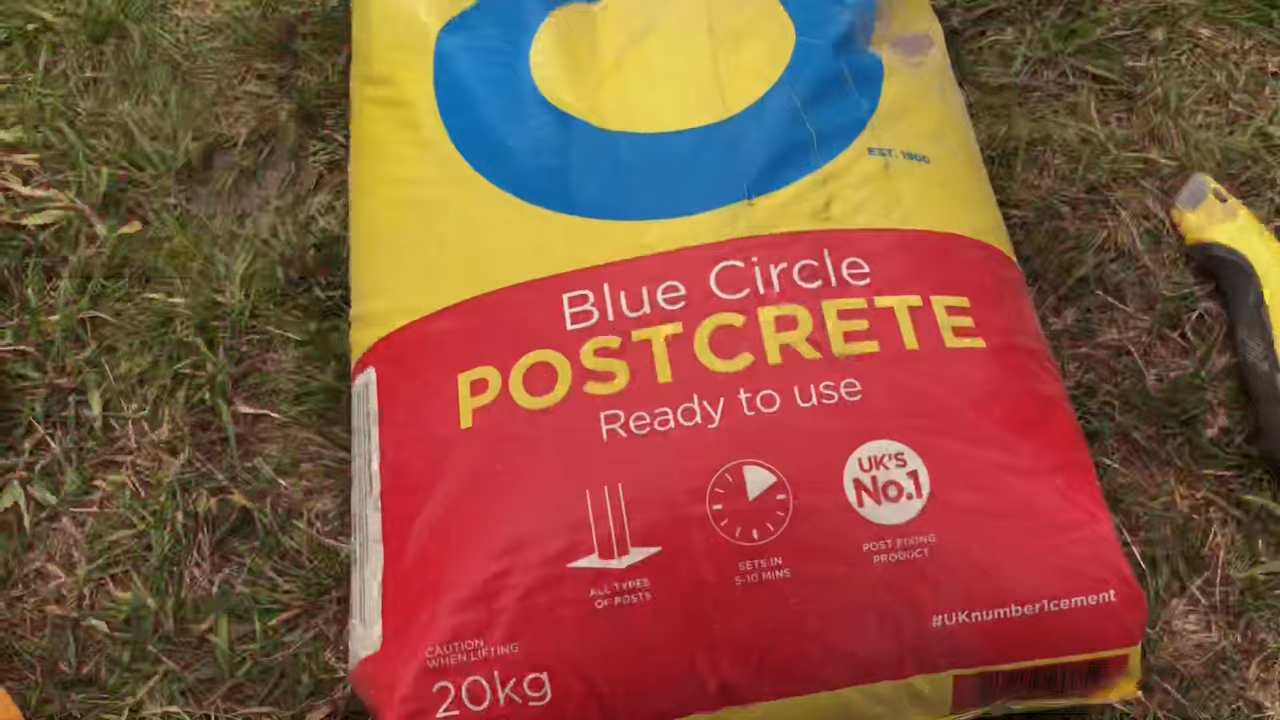 EST. 1900
Blue Circle
POSTCRETE
Ready to use
UK'S
No.1
ALL TYPES
OF POSTS
SETS IN
5-10 MINS
POST FIXING
PRODUCT
#UKnumber1cement
CAUTION
WHEN LIFTING
20kg